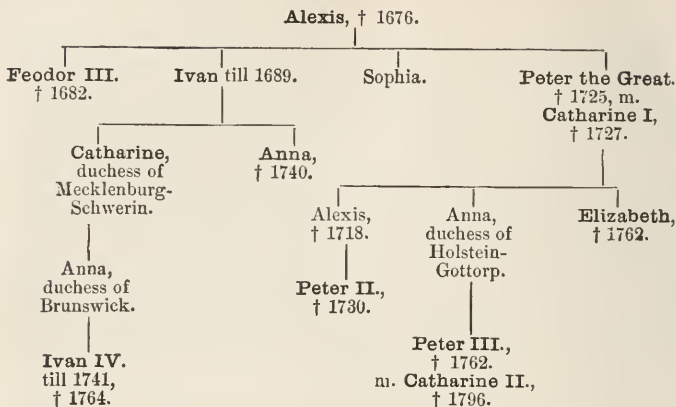 Alexis, † 1676.
Feodor III.
† 1682.
Ivan till 1689.
Sophia.
Peter the Great.
† 1725, m.
Catharine I,
† 1727.
Catharine,
duchess of
Mecklenburg-
Schwerin.
Anna,
† 1740.
Alexis,
† 1718.
Anna,
duchess of
Holstein-
Gottorp.
Elizabeth,
† 1762.
Anna,
duchess of
Brunswick.
Peter II.,
† 1730.
Ivan IV.
till 1741,
† 1764.
Peter III.,
† 1762.
m. Catharine II.,
† 1796.